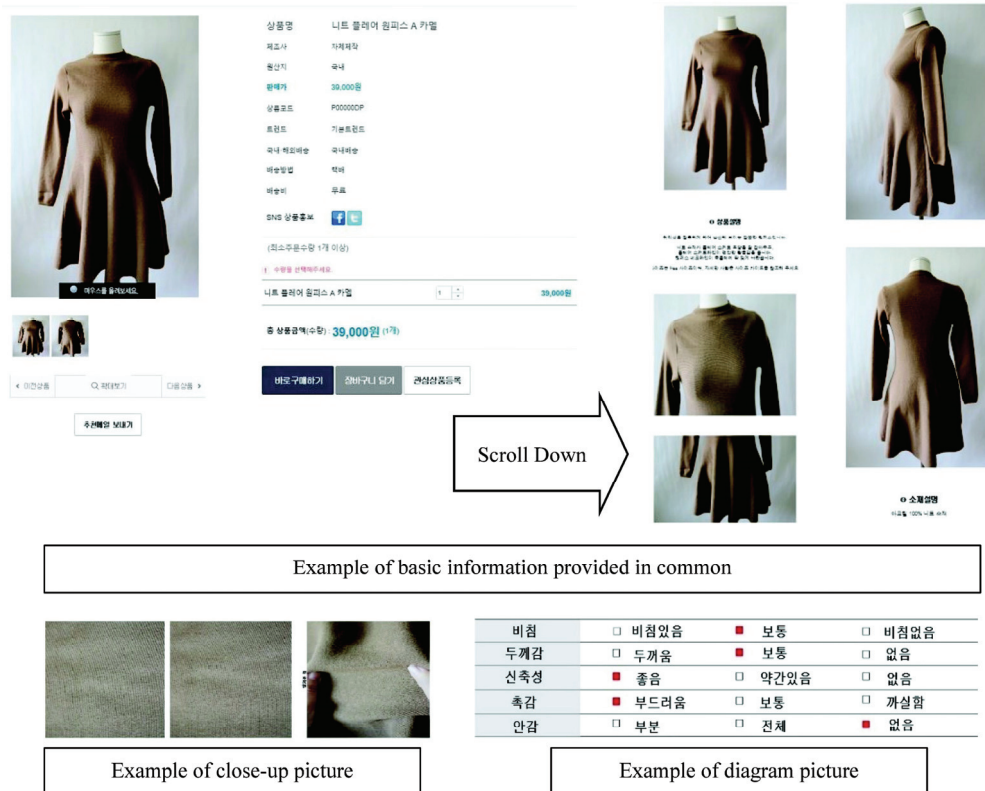 상품명 니트 플레어 원피스 A 카멜
제조사 자체제작
원산지 국내
판매가 39,000원
상품코드 P00000DP
트렌드 기본트렌드
국내·해외배송 국내배송
배송방법 택배
배송비 무료
SNS 상품홍보
(최소주문수량 1개 이상)
수량을 선택해주세요.
니트 플레어 원피스 A 카멜 1 39,000원
총 상품금액(수량) : 39,000원 (1개)
바로구매하기 장바구니 담기 관심상품등록
마우스를 올려보세요.
이전상품 확대보기 다음상품
추천메일 보내기
Scroll Down
상품설명
소재설명
Example of basic information provided in common
비침 □ 비침있음 ■ 보통 □ 비침없음
두께감 □ 두꺼움 ■ 보통 □ 없음
신축성 ■ 좋음 □ 약간있음 □ 없음
촉감 ■ 부드러움 □ 보통 □ 까실함
안감 □ 부분 □ 전체 ■ 없음
Example of close-up picture
Example of diagram picture